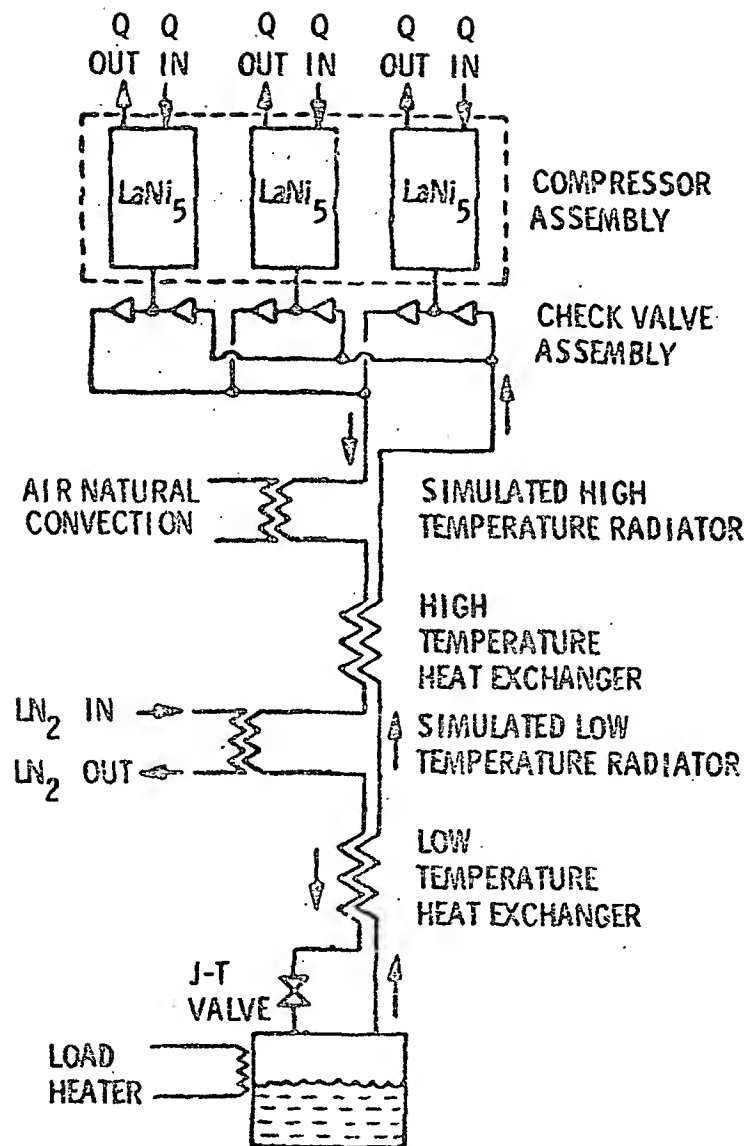 Q Q Q Q Q Q
OUT IN OUT IN OUT IN
LaNi5 LaNi5 LaNi5
COMPRESSOR
ASSEMBLY
CHECK VALVE
ASSEMBLY
AIR NATURAL
CONVECTION
SIMULATED HIGH
TEMPERATURE RADIATOR
HIGH
TEMPERATURE
HEAT EXCHANGER
LN2 IN
LN2 OUT
SIMULATED LOW
TEMPERATURE RADIATOR
LOW
TEMPERATURE
HEAT EXCHANGER
J-T
VALVE
LOAD
HEATER